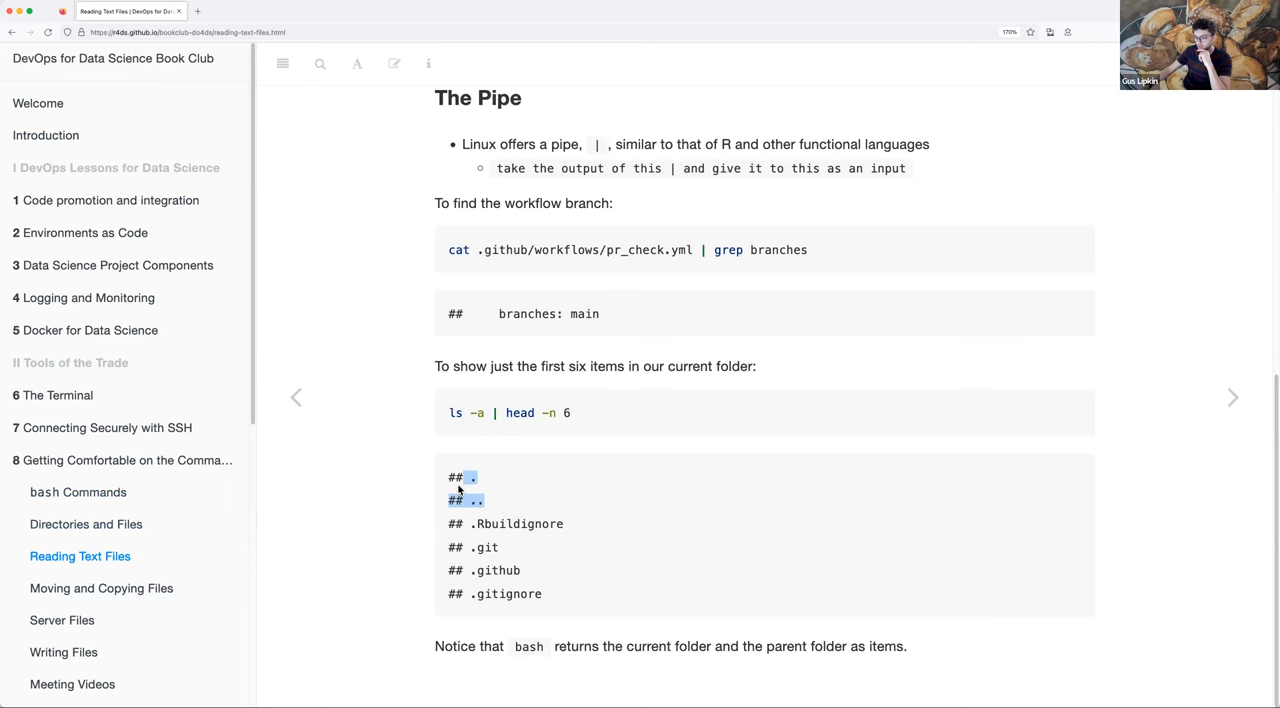 Reading Text Files | DevOps for Dat
https://r4ds.github.io/bookclub-do4ds/reading-text-files.html
170%
Gus Lipkin
DevOps for Data Science Book Club
Welcome
Introduction
I DevOps Lessons for Data Science
1 Code promotion and integration
2 Environments as Code
3 Data Science Project Components
4 Logging and Monitoring
5 Docker for Data Science
II Tools of the Trade
6 The Terminal
7 Connecting Securely with SSH
8 Getting Comfortable on the Comma...
bash Commands
Directories and Files
Reading Text Files
Moving and Copying Files
Server Files
Writing Files
Meeting Videos
The Pipe
• Linux offers a pipe, | , similar to that of R and other functional languages
○ take the output of this | and give it to this as an input
To find the workflow branch:
cat .github/workflows/pr_check.yml | grep branches
##     branches: main
To show just the first six items in our current folder:
ls -a | head -n 6
## .
## ..
## .Rbuildignore
## .git
## .github
## .gitignore
Notice that bash returns the current folder and the parent folder as items.